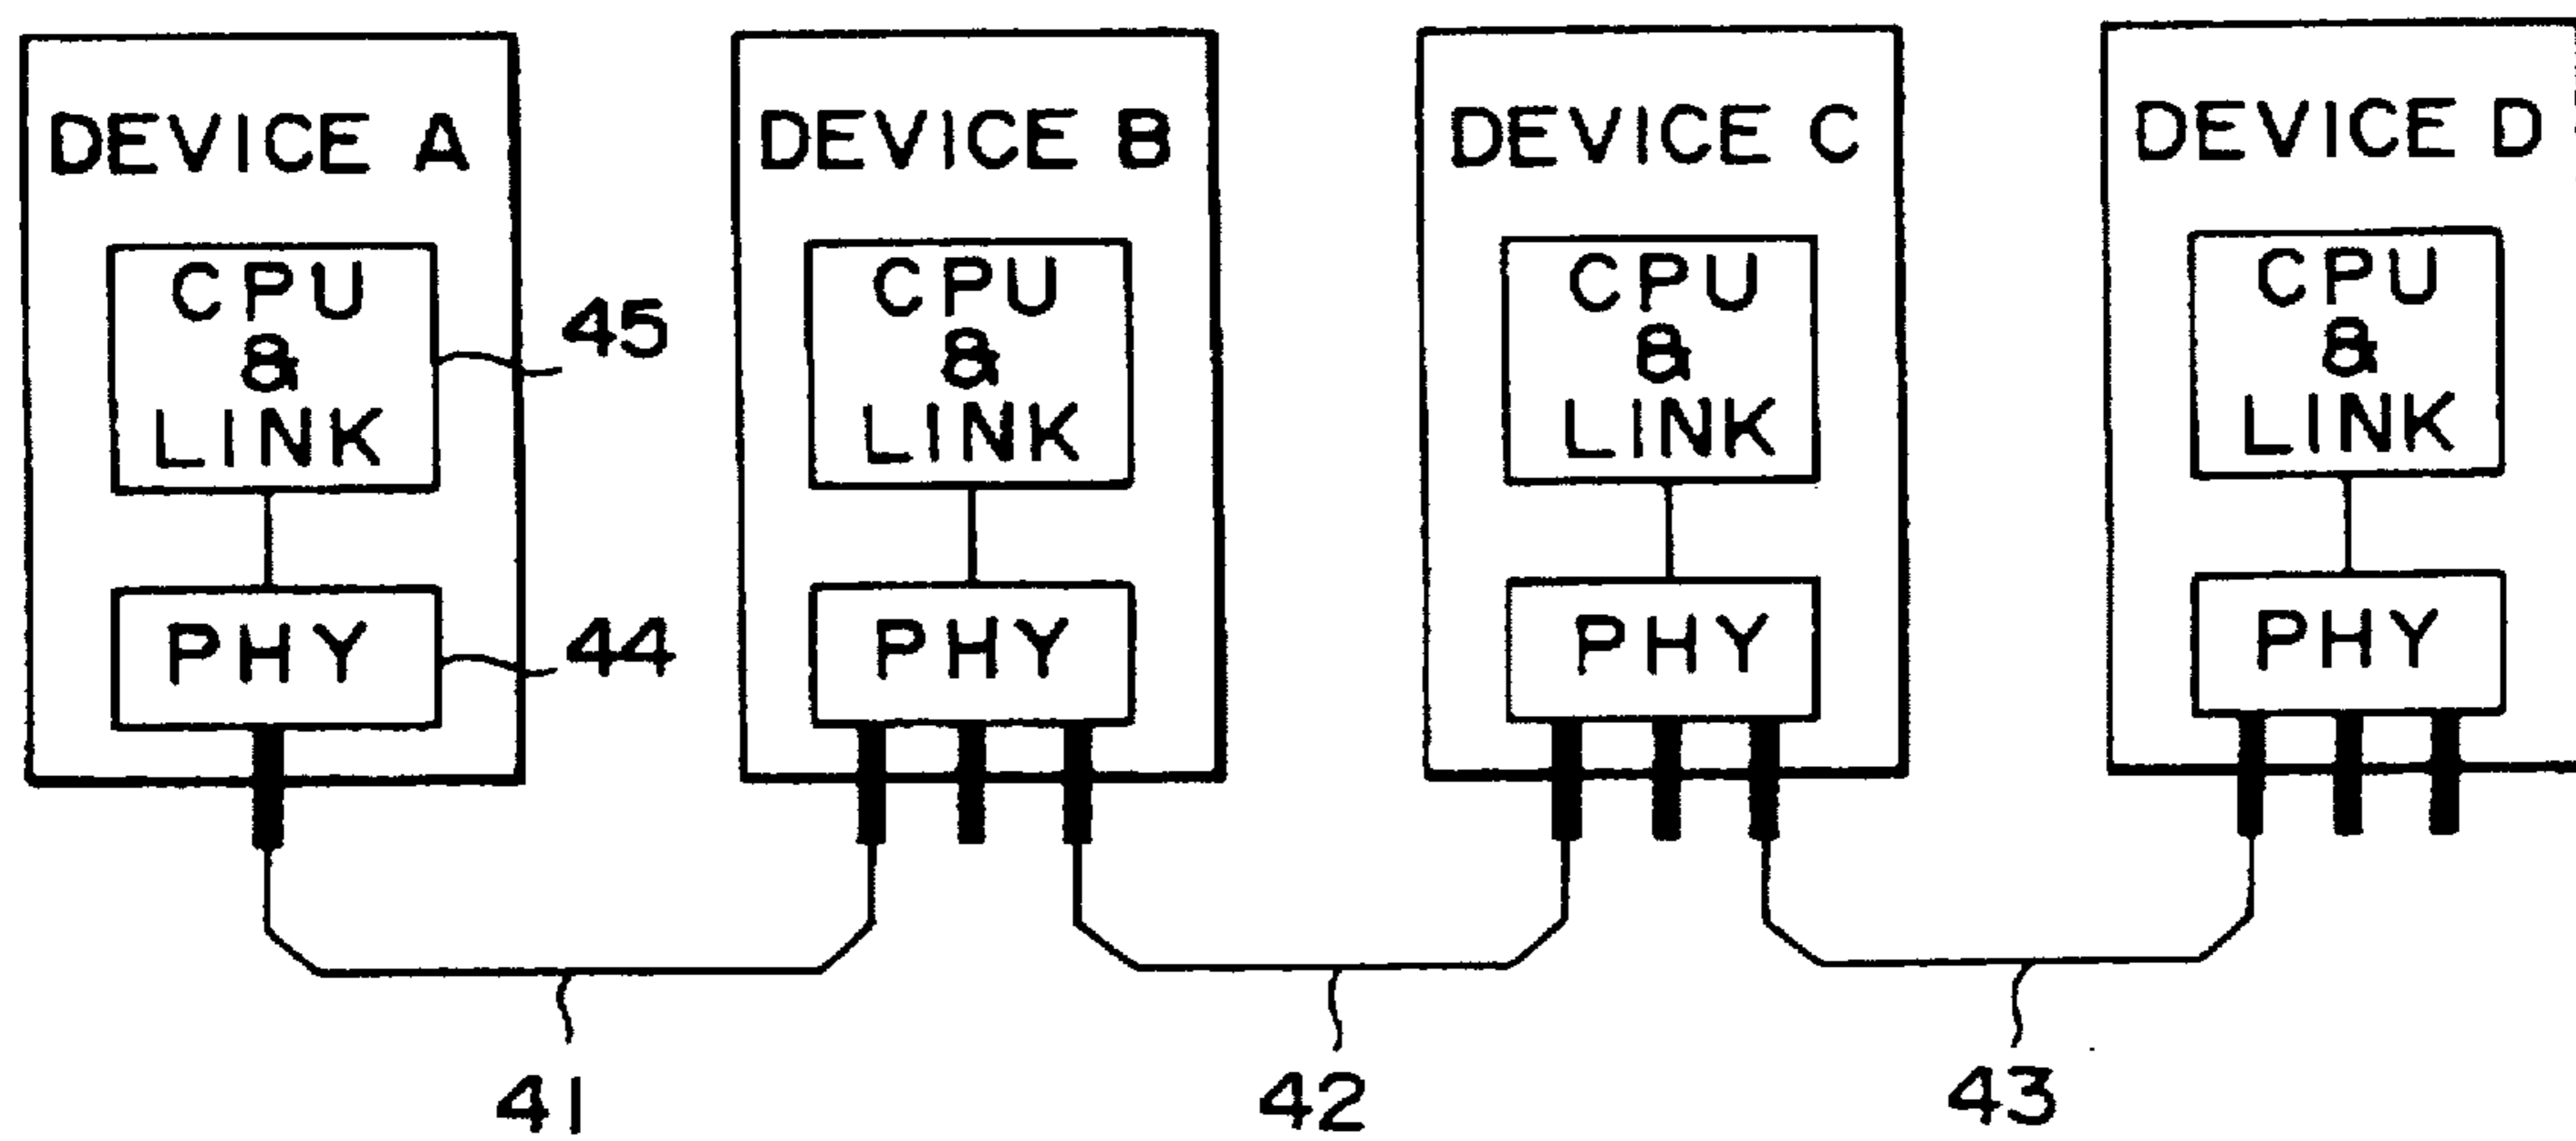 DEVICE A
CPU
&
LINK
45
PHY
44
DEVICE B
CPU
&
LINK
PHY
DEVICE C
CPU
&
LINK
PHY
DEVICE D
CPU
&
LINK
PHY
41
42
43